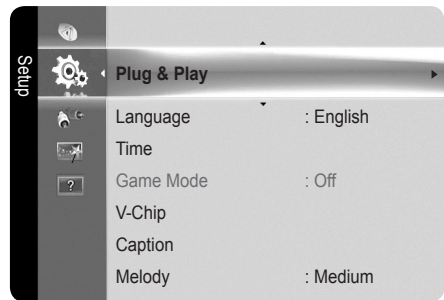 Setup
Plug & Play
Language : English
Time
Game Mode : Off
V-Chip
Caption
Melody : Medium
?